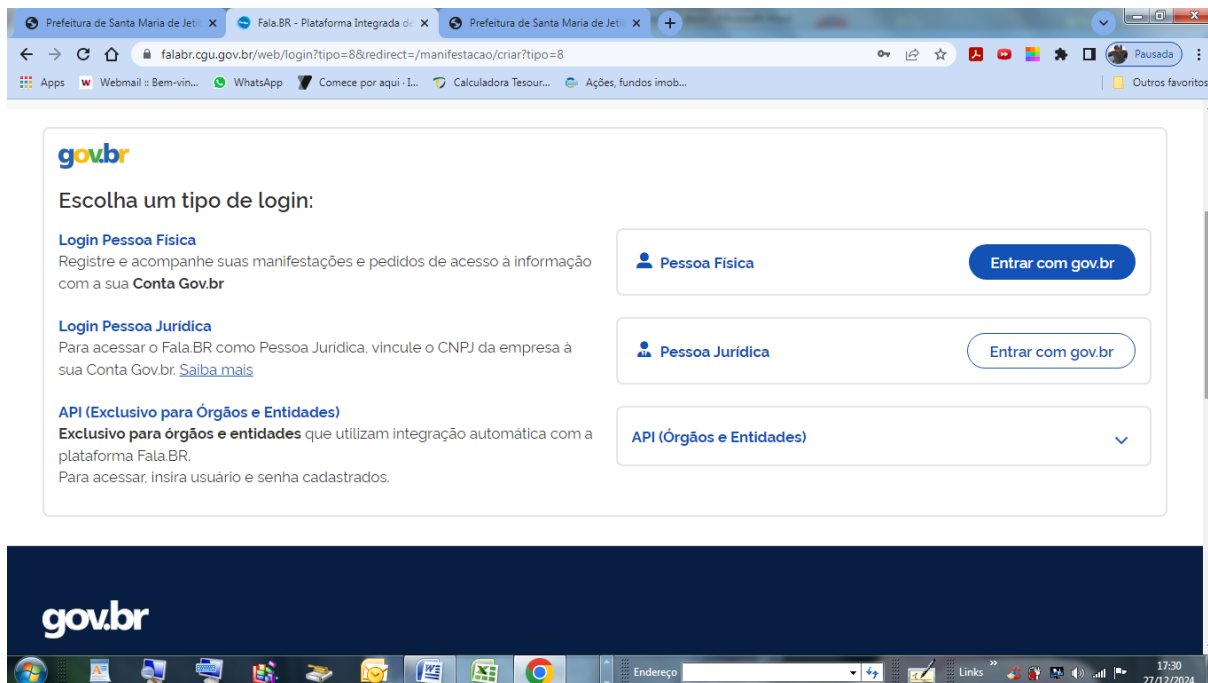 Prefeitura de Santa Maria de Jetil
Fala.BR - Plataforma Integrada de
Prefeitura de Santa Maria de Jetil
falabr.cgu.gov.br/web/login?tipo=8&redirect=/manifestacao/criar?tipo=8
Pausada
Apps
Webmail :: Bem-vin...
WhatsApp
Comece por aqui · I...
Calculadora Tesour...
Ações, fundos imob...
Outros favoritos
gov.br
Escolha um tipo de login:
Login Pessoa Física
Registre e acompanhe suas manifestações e pedidos de acesso à informação
com a sua Conta Gov.br
Pessoa Física
Entrar com gov.br
Login Pessoa Jurídica
Para acessar o Fala.BR como Pessoa Jurídica, vincule o CNPJ da empresa à
sua Conta Gov.br. Saiba mais
Pessoa Jurídica
Entrar com gov.br
API (Exclusivo para Órgãos e Entidades)
Exclusivo para órgãos e entidades que utilizam integração automática com a
plataforma Fala.BR.
Para acessar, insira usuário e senha cadastrados.
API (Órgãos e Entidades)
gov.br
Endereço
Links
17:30
27/12/2024